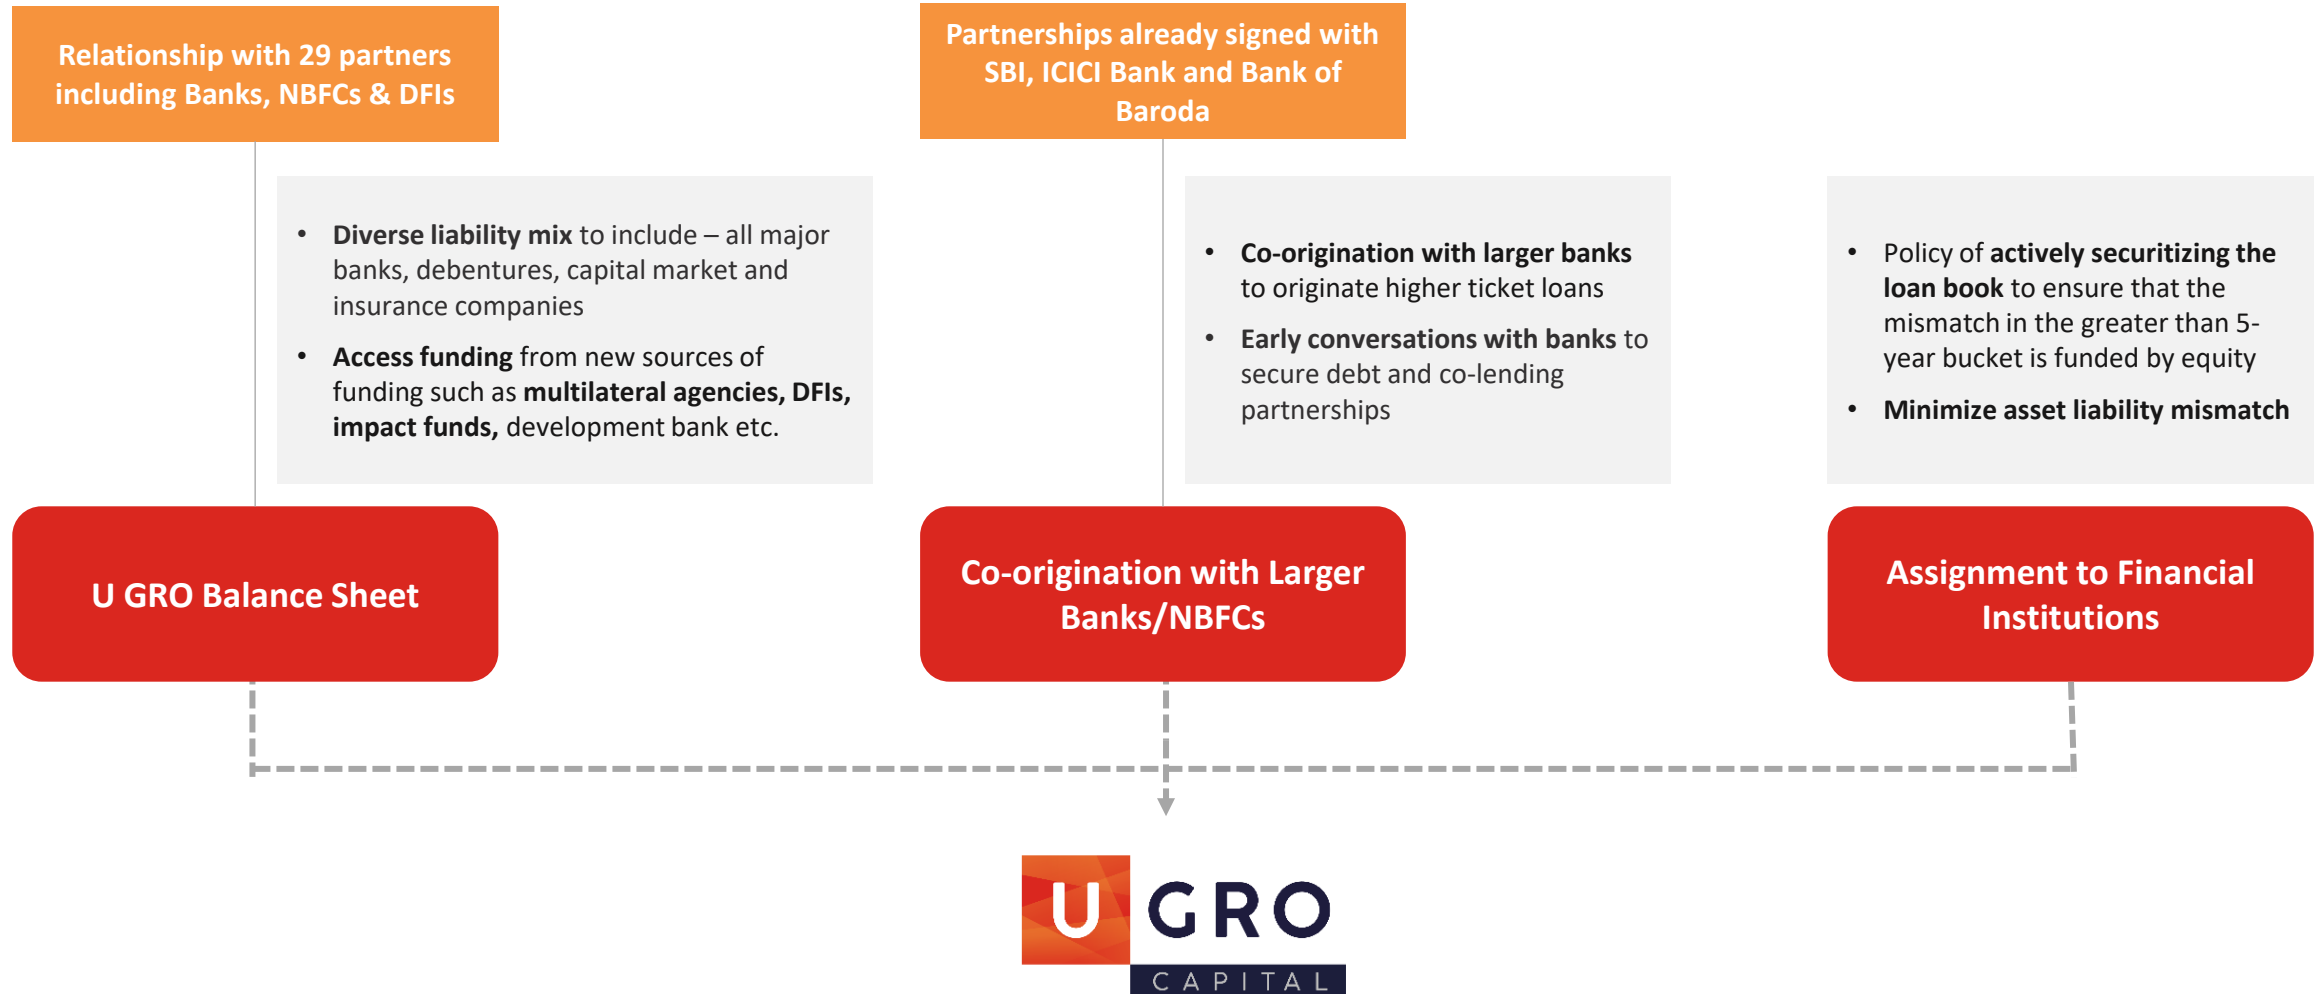 Relationship with 29 partners
including Banks, NBFCs & DFIs
Partnerships already signed with
SBI, ICICI Bank and Bank of
Baroda
• Diverse liability mix to include – all major
banks, debentures, capital market and
insurance companies
• Access funding from new sources of
funding such as multilateral agencies, DFIs,
impact funds, development bank etc.
• Co-origination with larger banks
to originate higher ticket loans
• Early conversations with banks to
secure debt and co-lending
partnerships
• Policy of actively securitizing the
loan book to ensure that the
mismatch in the greater than 5-
year bucket is funded by equity
• Minimize asset liability mismatch
U GRO Balance Sheet
Co-origination with Larger
Banks/NBFCs
Assignment to Financial
Institutions
U GRO
CAPITAL